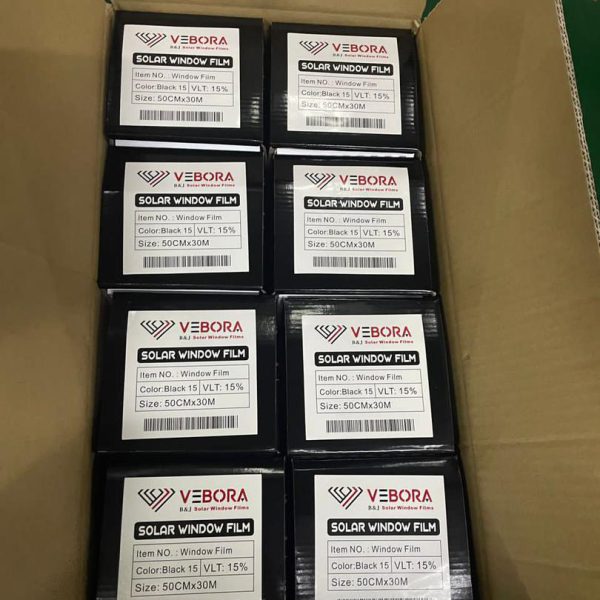 VEBORA
B&J Solar Window Films
SOLAR WINDOW FILM
Item NO. : Window Film
Color:Black 15 VLT: 15%
Size: 50CMx30M
VEBORA
B&J Solar Window Films
SOLAR WINDOW FILM
Item NO. : Window Film
Color:Black 15 VLT: 15%
Size: 50CMx30M
VEBORA
B&J Solar Window Films
SOLAR WINDOW FILM
Item NO. : Window Film
Color:Black 15 VLT: 15%
Size: 50CMx30M
VEBORA
B&J Solar Window Films
SOLAR WINDOW FILM
Item NO. : Window Film
Color:Black 15 VLT: 15%
Size: 50CMx30M
VEBORA
B&J Solar Window Films
SOLAR WINDOW FILM
Item NO. : Window Film
Color:Black 15 VLT: 15%
Size: 50CMx30M
VEBORA
B&J Solar Window Films
SOLAR WINDOW FILM
Item NO. : Window Film
Color:Black 15 VLT: 15%
Size: 50CMx30M
VEBORA
B&J Solar Window Films
SOLAR WINDOW FILM
Item NO. : Window Film
Color:Black 15 VLT: 15%
Size: 50CMx30M
VEBORA
B&J Solar Window Films
SOLAR WINDOW FILM
Item NO. : Window Film
Color:Black 15 VLT: 15%
Size: 50CMx30M